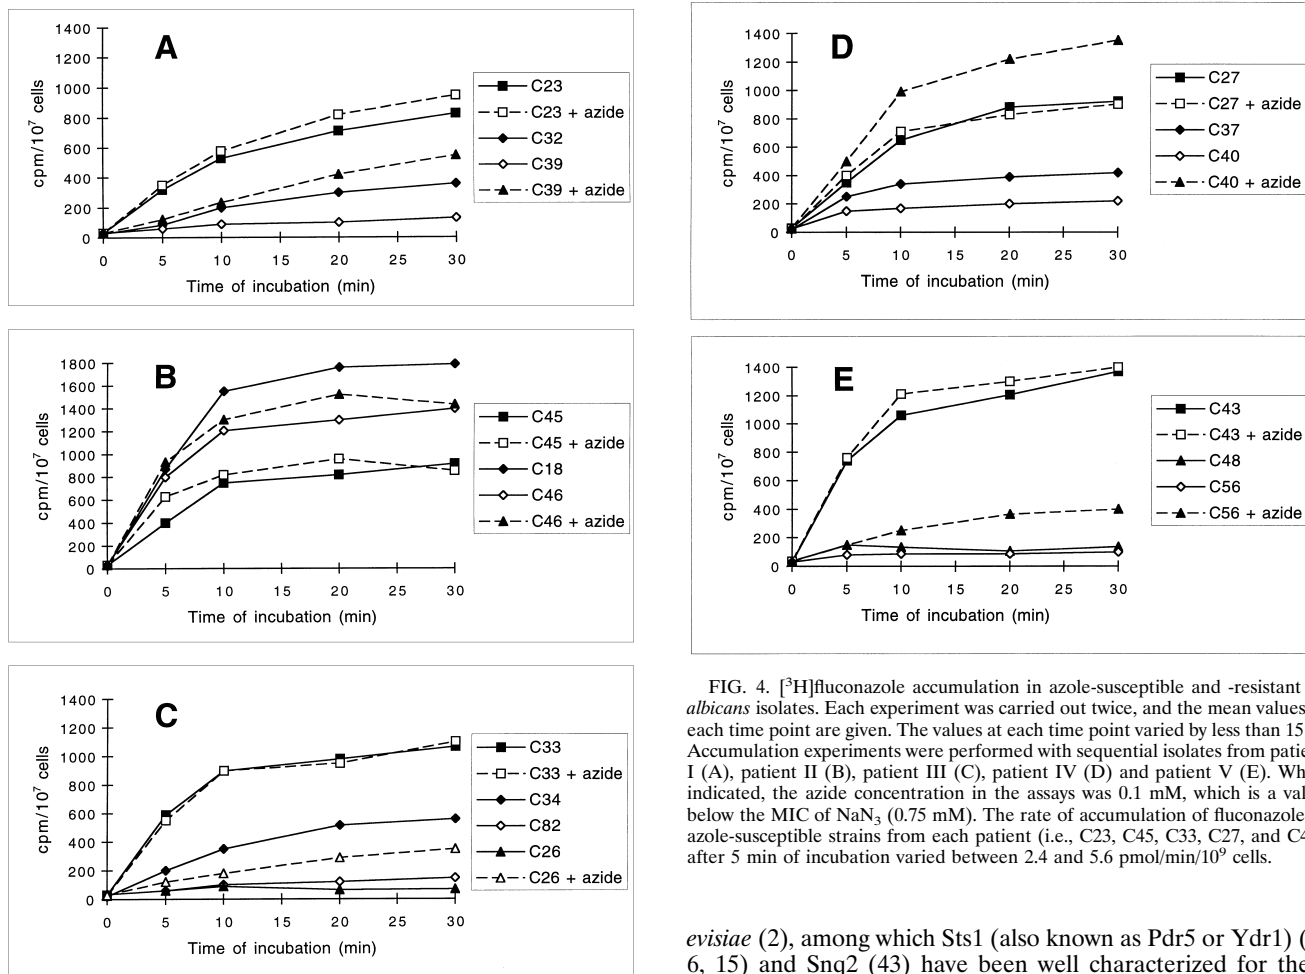 A
1400
1200
1000
800
600
400
200
0
cpm/10⁷ cells
0 5 10 15 20 25 30
Time of incubation (min)
C23
C23 + azide
C32
C39
C39 + azide
B
1800
1600
1400
1200
1000
800
600
400
200
0
cpm/10⁷ cells
0 5 10 15 20 25 30
Time of incubation (min)
C45
C45 + azide
C18
C46
C46 + azide
C
1400
1200
1000
800
600
400
200
0
cpm/10⁷ cells
0 5 10 15 20 25 30
Time of incubation (min)
C33
C33 + azide
C34
C82
C26
C26 + azide
D
1400
1200
1000
800
600
400
200
0
cpm/10⁷ cells
0 5 10 15 20 25 30
Time of incubation (min)
C27
C27 + azide
C37
C40
C40 + azide
E
1400
1200
1000
800
600
400
200
0
cpm/10⁷ cells
0 5 10 15 20 25 30
Time of incubation (min)
C43
C43 + azide
C48
C56
C56 + azide
FIG. 4. [³H]fluconazole accumulation in azole-susceptible and -resistant
albicans isolates. Each experiment was carried out twice, and the mean values
each time point are given. The values at each time point varied by less than 15
Accumulation experiments were performed with sequential isolates from patie
I (A), patient II (B), patient III (C), patient IV (D) and patient V (E). Wh
indicated, the azide concentration in the assays was 0.1 mM, which is a val
below the MIC of NaN₃ (0.75 mM). The rate of accumulation of fluconazole
azole-susceptible strains from each patient (i.e., C23, C45, C33, C27, and C4
after 5 min of incubation varied between 2.4 and 5.6 pmol/min/10⁹ cells.
evisiae (2), among which Sts1 (also known as Pdr5 or Ydr1) (
6, 15) and Snq2 (43) have been well characterized for the